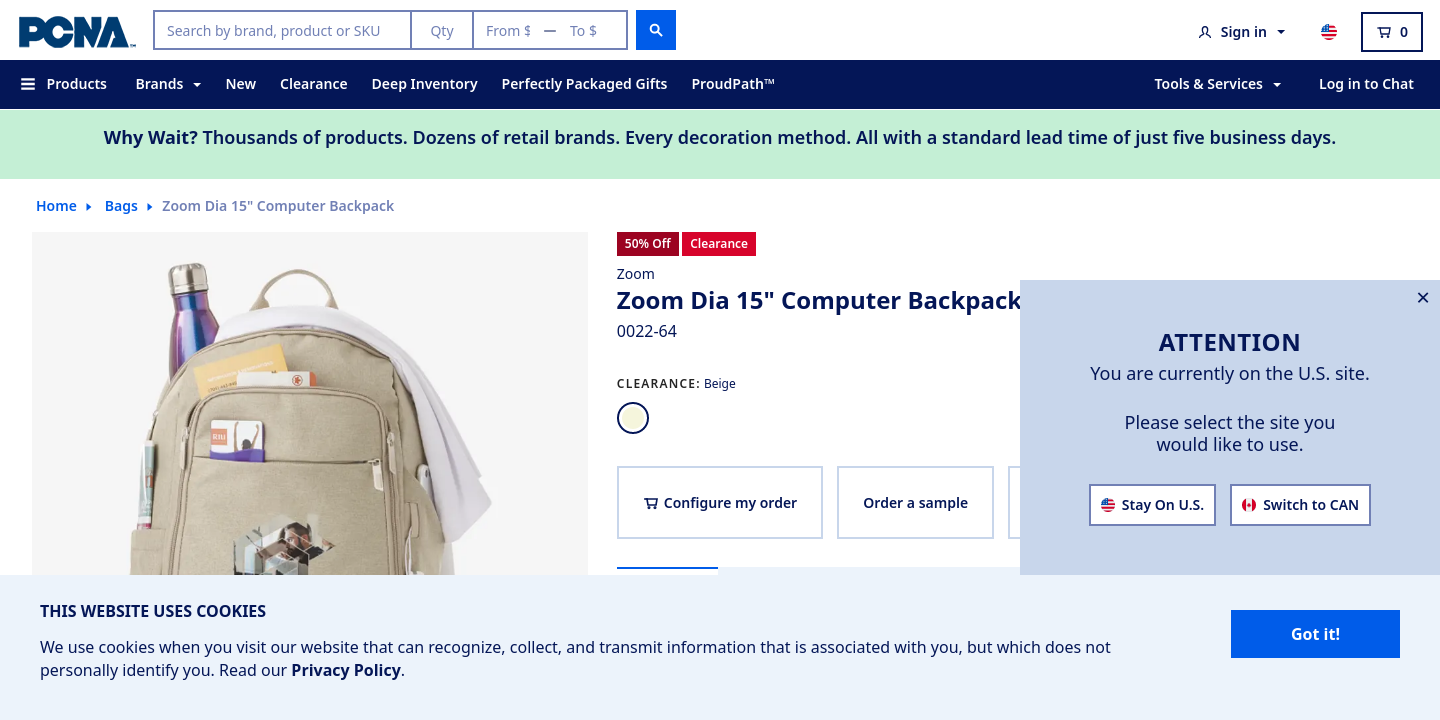 PCNA™
Search by brand, product or SKU
Qty
From $ — To $
Sign in
0
Products
Brands
New
Clearance
Deep Inventory
Perfectly Packaged Gifts
ProudPath™
Tools & Services
Log in to Chat
Why Wait? Thousands of products. Dozens of retail brands. Every decoration method. All with a standard lead time of just five business days.
Home
Bags
Zoom Dia 15" Computer Backpack
50% Off
Clearance
Zoom
Zoom Dia 15" Computer Backpack
0022-64
CLEARANCE: Beige
Configure my order
Order a sample
ATTENTION
You are currently on the U.S. site.
Please select the site you
would like to use.
Stay On U.S.
Switch to CAN
THIS WEBSITE USES COOKIES
We use cookies when you visit our website that can recognize, collect, and transmit information that is associated with you, but which does not
personally identify you. Read our Privacy Policy.
Got it!